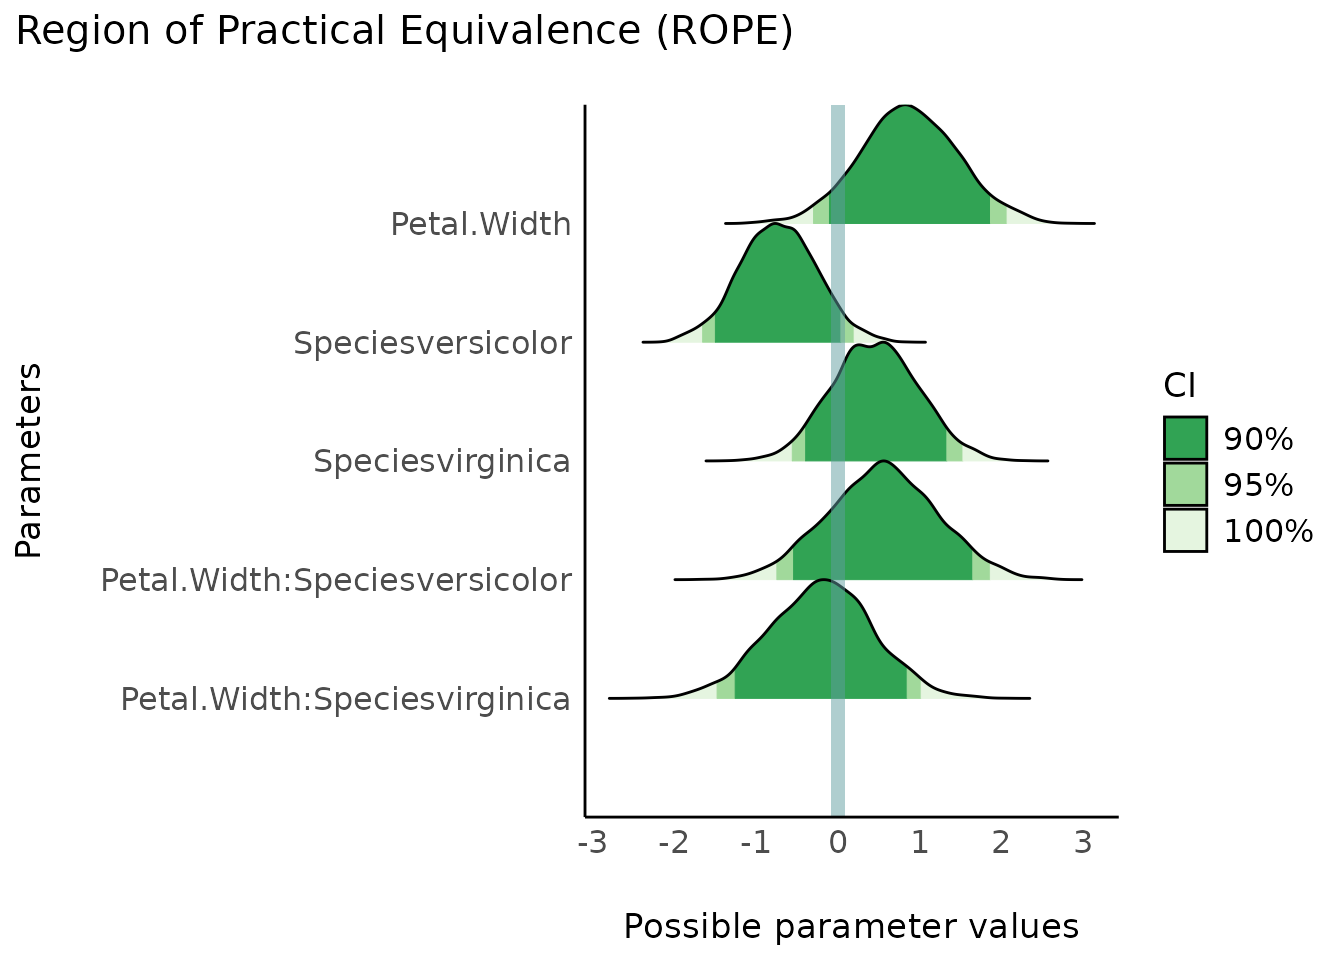 Region of Practical Equivalence (ROPE)
Parameters
Petal.Width
Speciesversicolor
Speciesvirginica
Petal.Width:Speciesversicolor
Petal.Width:Speciesvirginica
-3 -2 -1 0 1 2 3
Possible parameter values
CI
90%
95%
100%